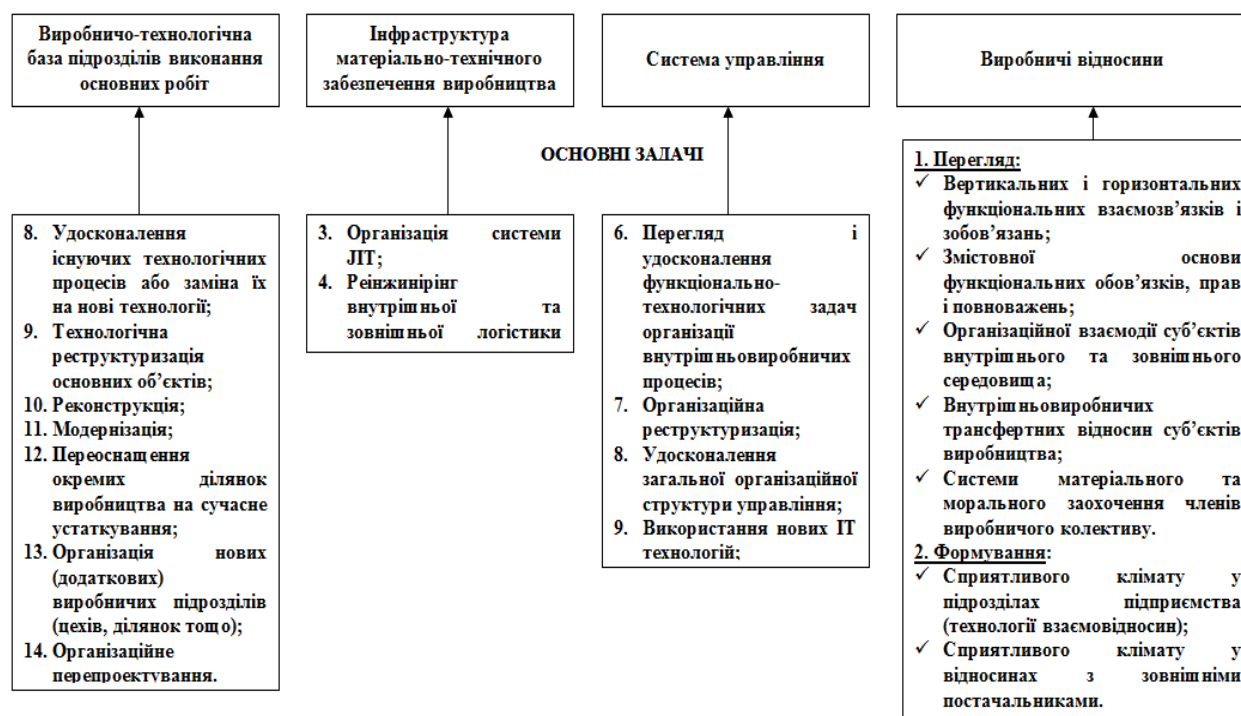 Виробничо-технологічна
база підрозділів виконання
основних робіт
Інфраструктура
матеріально-технічного
забезпечення виробництва
Система управління
Виробничі відносини
ОСНОВНІ ЗАДАЧІ
8. Удосконалення
існуючих технологічних
процесів або заміна їх
на нові технології;
9. Технологічна
реструктуризація
основних об’єктів;
10. Реконструкція;
11. Модернізація;
12. Переоснащення
окремих ділянок
виробництва на сучасне
устаткування;
13. Організація нових
(додаткових)
виробничих підрозділів
(цехів, ділянок тощо);
14. Організаційне
перепроектування.
3. Організація системи
ЛТ;
4. Реінжинірінг
внутрішньої та
зовнішньої логістики
6. Перегляд і
удосконалення
функціонально-
технологічних задач
організації
внутрішньовиробничих
процесів;
7. Організаційна
реструктуризація;
8. Удосконалення
загальної організаційної
структури управління;
9. Використання нових ІТ
технологій;
1. Перегляд:
✓ Вертикальних і горизонтальних
функціональних взаємозв’язків і
зобов’язань;
✓ Змістовної основи
функціональних обов’язків, прав
і повноважень;
✓ Організаційної взаємодії суб’єктів
внутрішнього та зовнішнього
середовища;
✓ Внутрішньовиробничих
трансфертних відносин суб’єктів
виробництва;
✓ Системи матеріального та
морального заохочення членів
виробничого колективу.
2. Формування:
✓ Сприятливого клімату у
підрозділах підприємства
(технології взаємовідносин);
✓ Сприятливого клімату у
відносинах з зовнішніми
постачальниками.